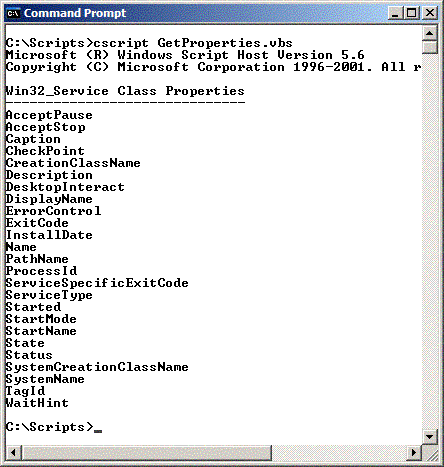 Command Prompt
C:\Scripts>cscript GetProperties.vbs
Microsoft (R) Windows Script Host Version 5.6
Copyright (C) Microsoft Corporation 1996-2001. All r
Win32_Service Class Properties
------------------------------
AcceptPause
AcceptStop
Caption
CheckPoint
CreationClassName
Description
DesktopInteract
DisplayName
ErrorControl
ExitCode
InstallDate
Name
PathName
ProcessId
ServiceSpecificExitCode
ServiceType
Started
StartMode
StartName
State
Status
SystemCreationClassName
SystemName
TagId
WaitHint
C:\Scripts>_